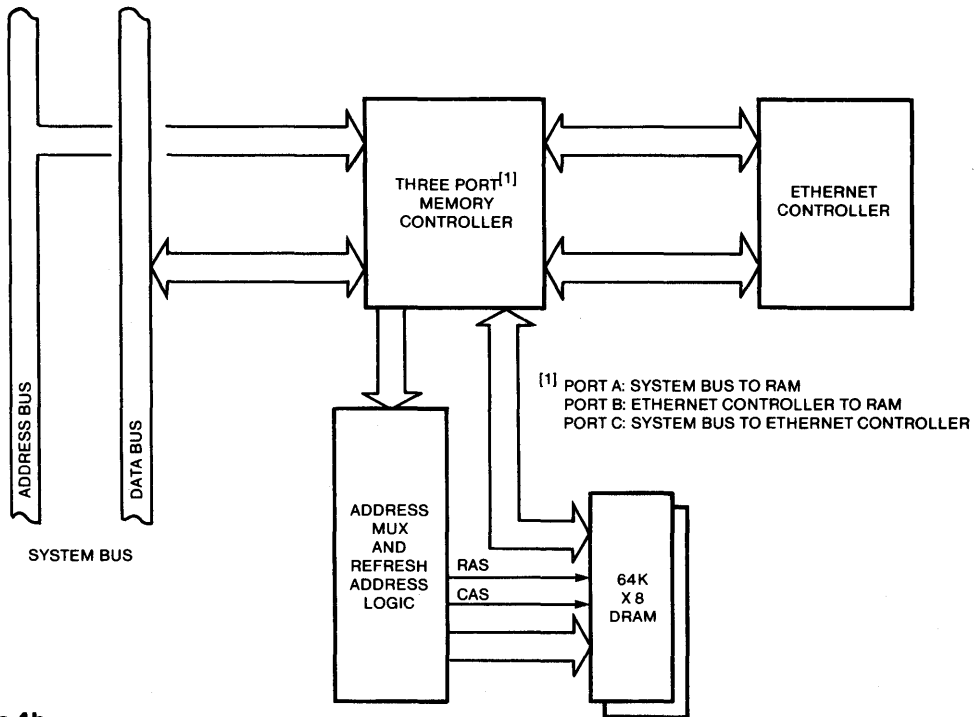 ADDRESS BUS
DATA BUS
SYSTEM BUS
THREE PORT[1]
MEMORY
CONTROLLER
ETHERNET
CONTROLLER
[1] PORT A: SYSTEM BUS TO RAM
PORT B: ETHERNET CONTROLLER TO RAM
PORT C: SYSTEM BUS TO ETHERNET CONTROLLER
ADDRESS
MUX
AND
REFRESH
ADDRESS
LOGIC
RAS
CAS
64K
X 8
DRAM
4b